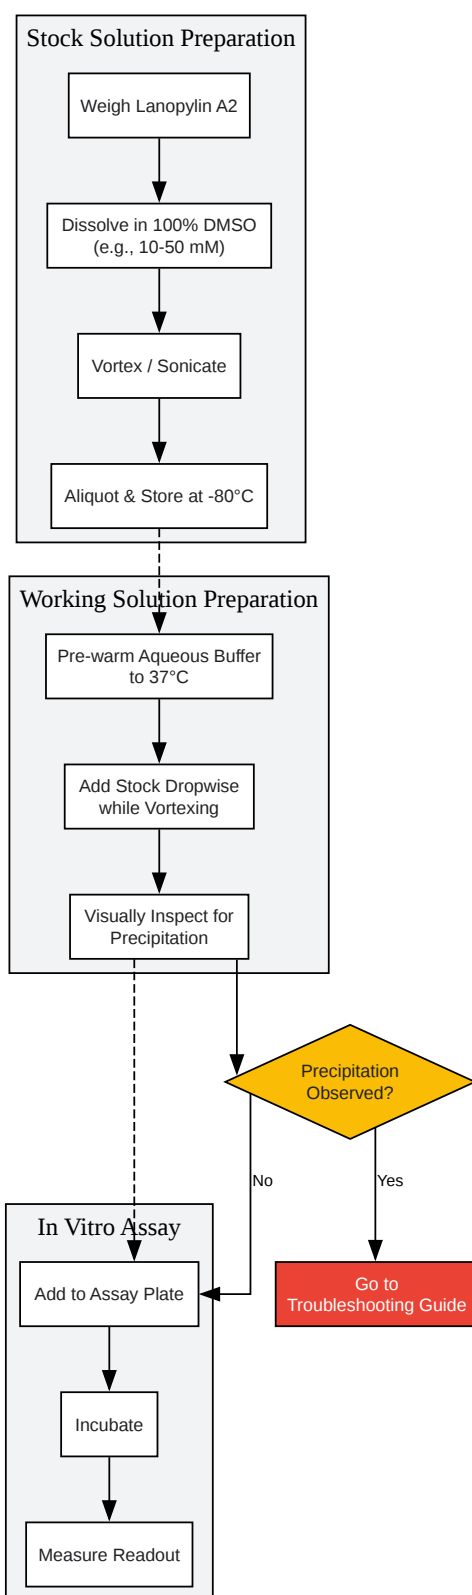 Stock Solution Preparation
Weigh Lanopylin A2
Dissolve in 100% DMSO
(e.g., 10-50 mM)
Vortex / Sonicate
Aliquot & Store at -80°C
Working Solution Preparation
Pre-warm Aqueous Buffer
to 37°C
Add Stock Dropwise
while Vortexing
Visually Inspect for
Precipitation
Precipitation
Observed?
No
Yes
In Vitro Assay
Add to Assay Plate
Go to
Troubleshooting Guide
Incubate
Measure Readout